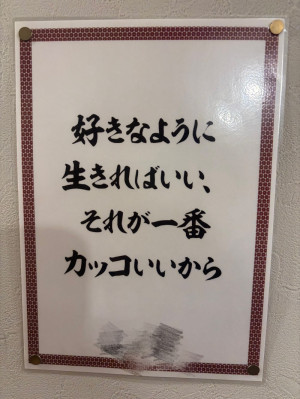 好きなように
生きればいい、
それが一番
カッコいいから